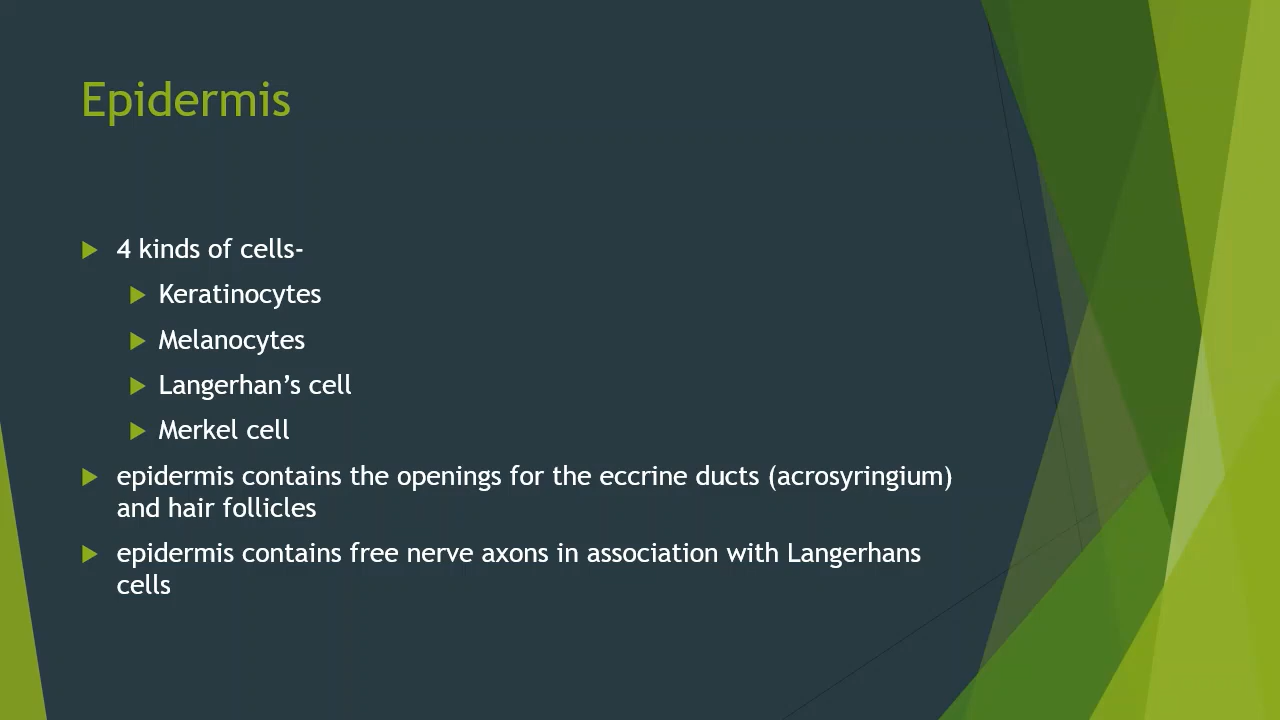 Epidermis
4 kinds of cells-
Keratinocytes
Melanocytes
Langerhan’s cell
Merkel cell
epidermis contains the openings for the eccrine ducts (acrosyringium)
and hair follicles
epidermis contains free nerve axons in association with Langerhans
cells